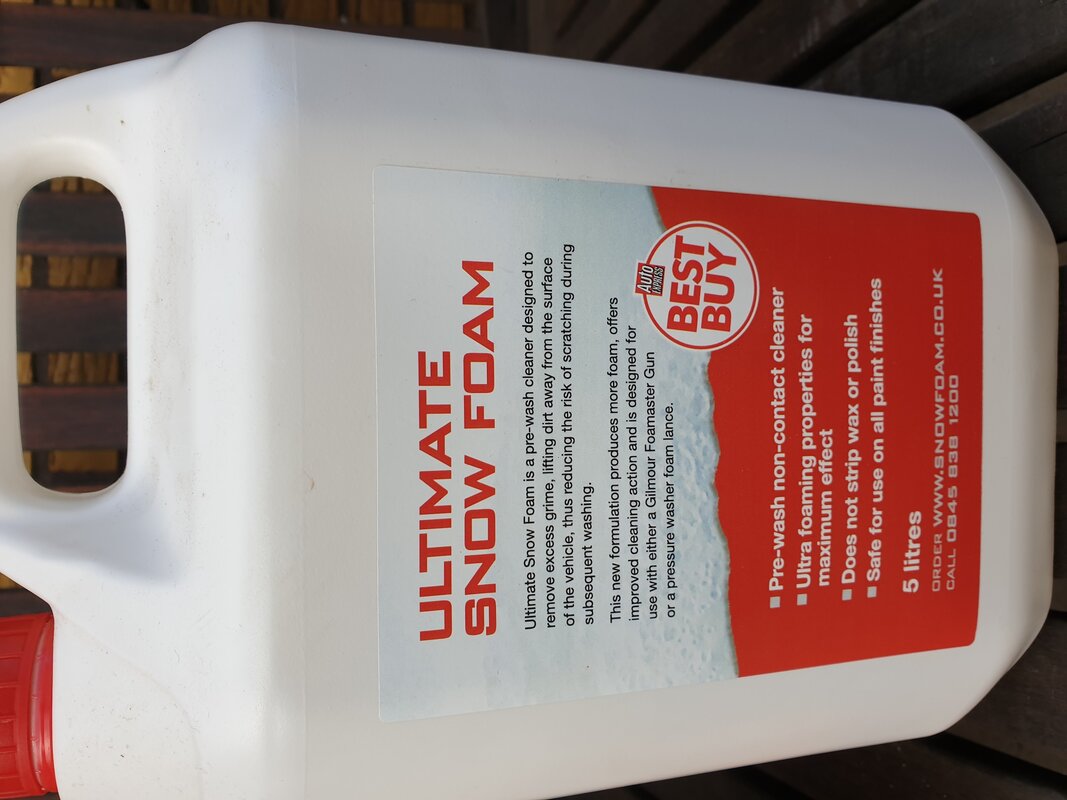 ULTIMATE
SNOW FOAM
Ultimate Snow Foam is a pre-wash cleaner designed to
remove excess grime, lifting dirt away from the surface
of the vehicle, thus reducing the risk of scratching during
subsequent washing.
This new formulation produces more foam, offers
improved cleaning action and is designed for
use with either a Gilmour Foamaster Gun
or a pressure washer foam lance.
Auto
EXPRESS
BEST
BUY
Pre-wash non-contact cleaner
Ultra foaming properties for
maximum effect
Does not strip wax or polish
Safe for use on all paint finishes
5 litres
ORDER WWW.SNOWFOAM.CO.UK
CALL 0845 838 1200